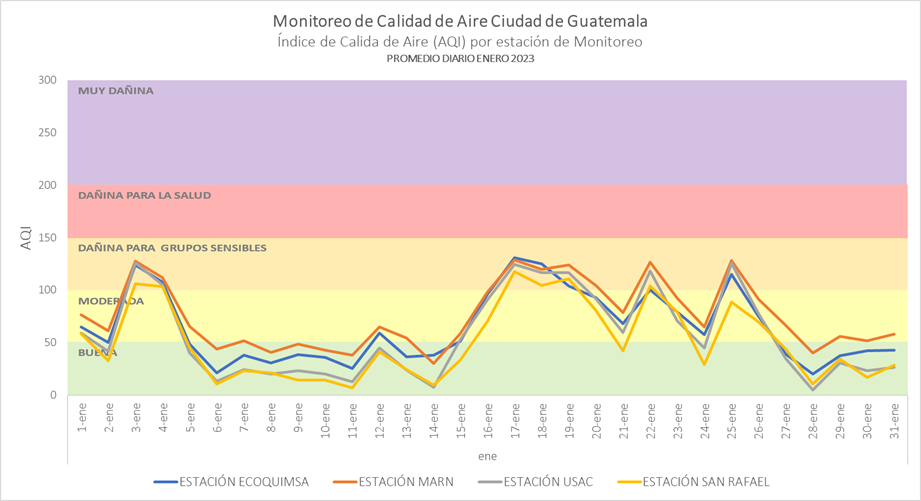 Monitoreo de Calidad de Aire Ciudad de Guatemala
Índice de Calida de Aire (AQI) por estación de Monitoreo
PROMEDIO DIARIO ENERO 2023
300
MUY DAÑINA
250
200
DAÑINA PARA LA SALUD
150
DAÑINA PARA GRUPOS SENSIBLES
AQI
100
MODERADA
50
BUENA
0
1-ene 2-ene 3-ene 4-ene 5-ene 6-ene 7-ene 8-ene 9-ene 10-ene 11-ene 12-ene 13-ene 14-ene 15-ene 16-ene 17-ene 18-ene 19-ene 20-ene 21-ene 22-ene 23-ene 24-ene 25-ene 26-ene 27-ene 28-ene 29-ene 30-ene 31-ene
ene
ESTACIÓN ECOQUIMSA ESTACIÓN MARN ESTACIÓN USAC ESTACIÓN SAN RAFAEL